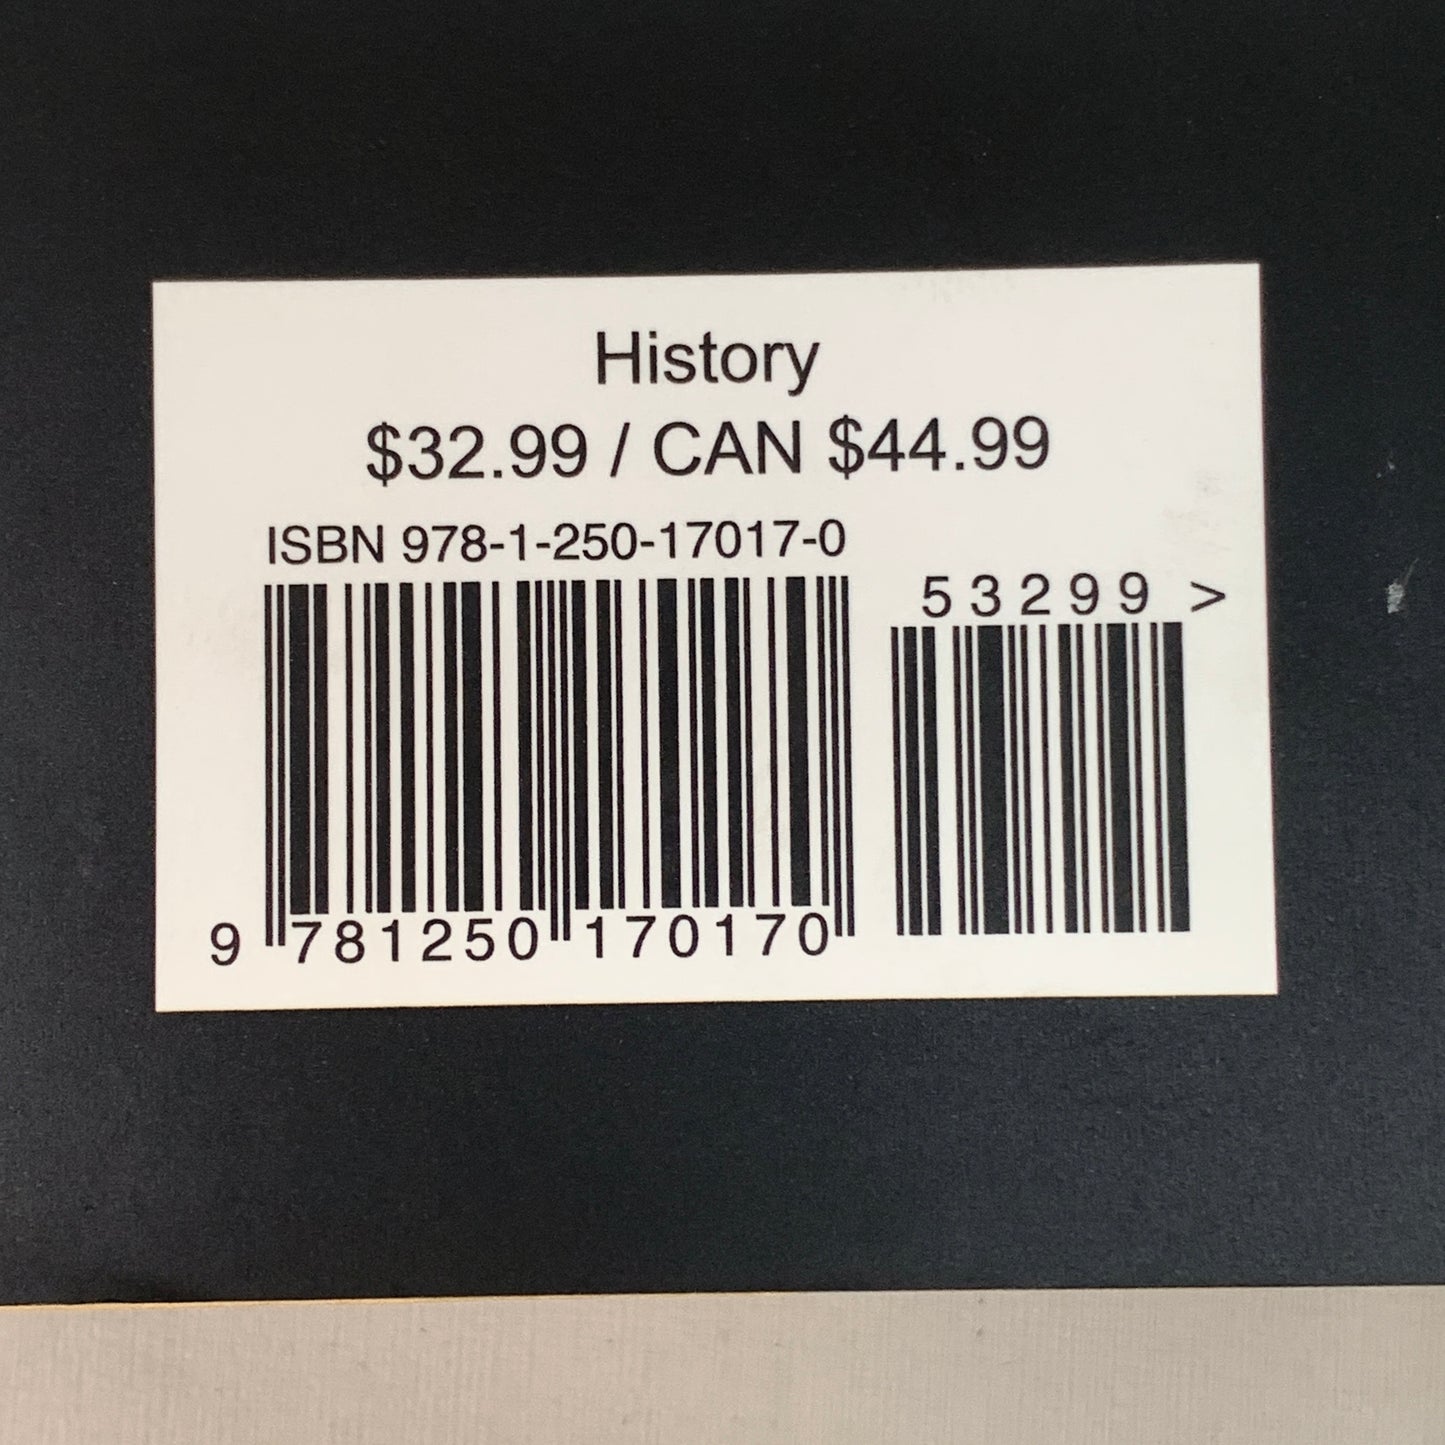 History
$32.99 / CAN $44.99
ISBN 978-1-250-17017-0
53299 >
9 781250 170170